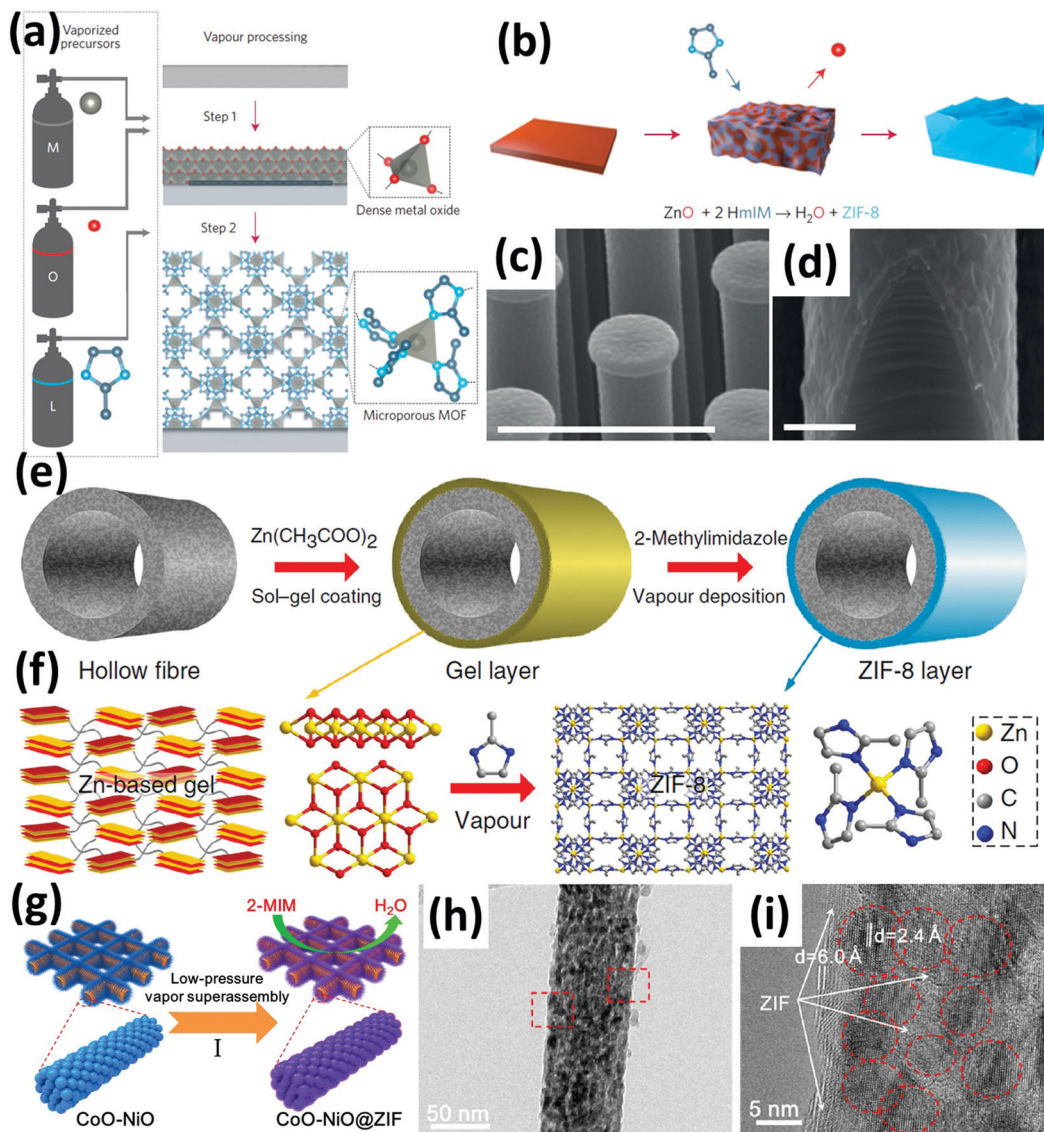 (a)
Vaporized
precursors
Vapour processing
M
Step 1
Dense metal oxide
O
Step 2
L
Microporous MOF
(b)
ZnO + 2 HmIM → H₂O + ZIF-8
(c)
(d)
(e)
Zn(CH3COO)₂
Sol–gel coating
2-Methylimidazole
Vapour deposition
Hollow fibre
Gel layer
ZIF-8 layer
(f)
Zn-based gel
Vapour
ZIF-8
Zn
O
C
N
(g)
2-MIM
H₂O
Low-pressure
vapor superassembly
I
CoO-NiO
CoO-NiO@ZIF
(h)
50 nm
(i)
d=2.4 Å
d=6.0 Å
ZIF
5 nm